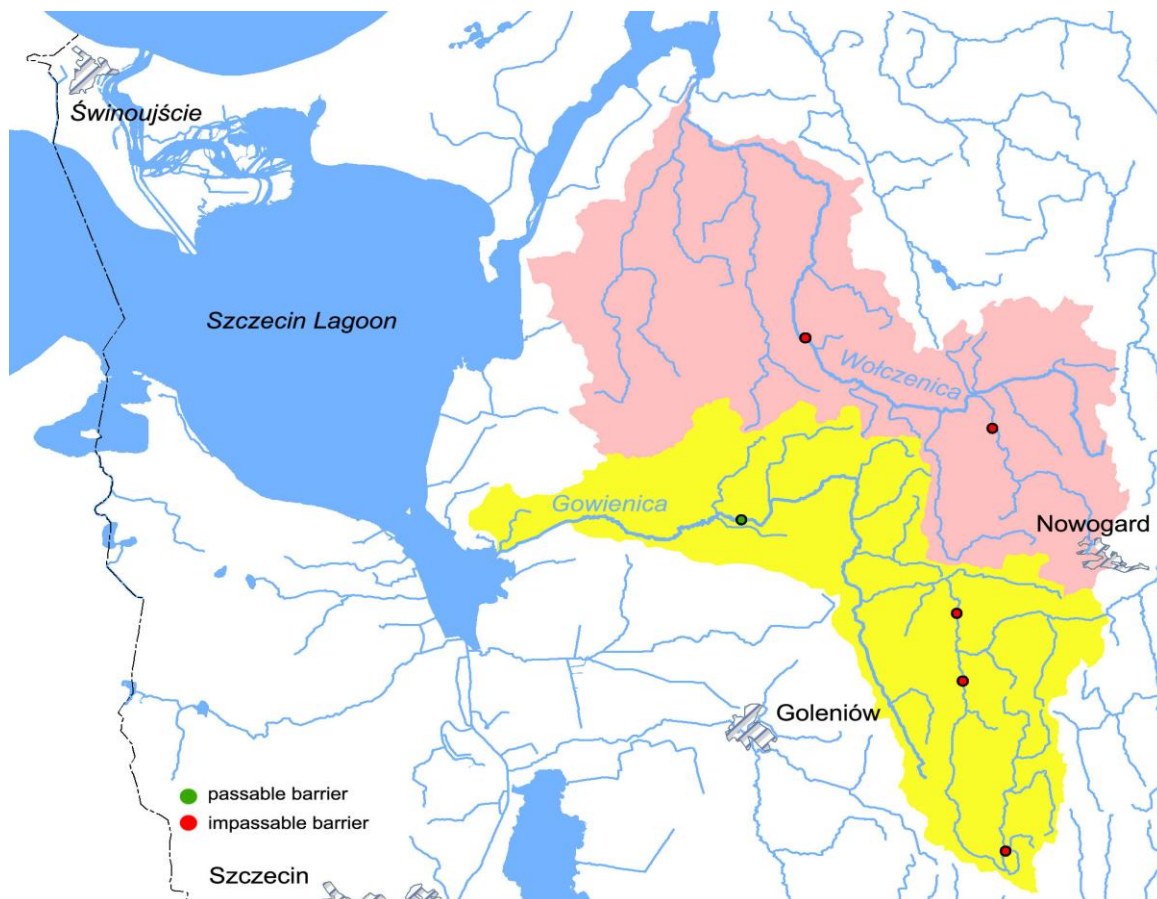 Świnoujście
Szczecin Lagoon
Wołczenica
Gowienica
Nowogard
Goleniów
passable barrier
impassable barrier
Szczecin